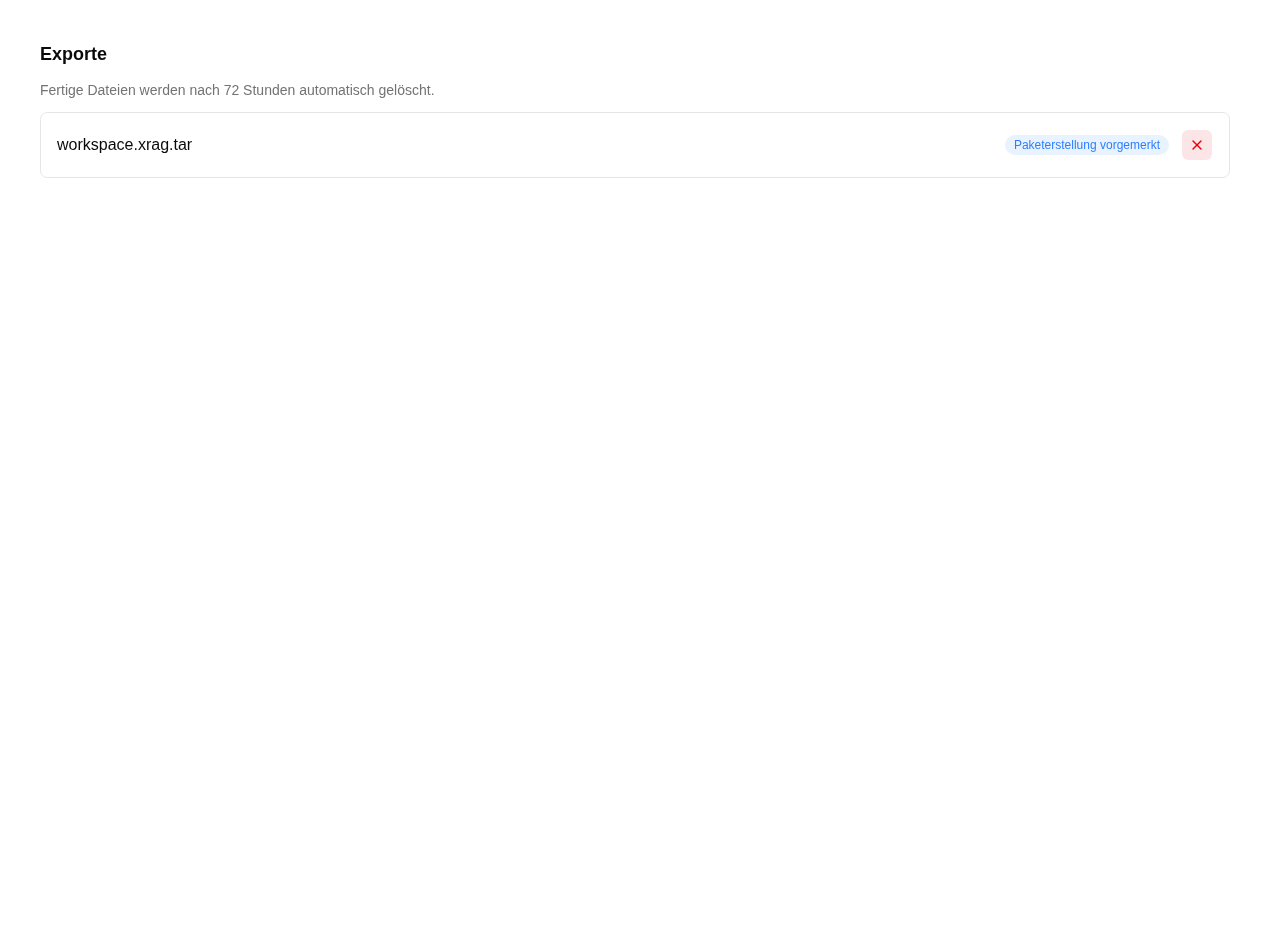 Exporte
Fertige Dateien werden nach 72 Stunden automatisch gelöscht.
workspace.xrag.tar
Paketerstellung vorgemerkt